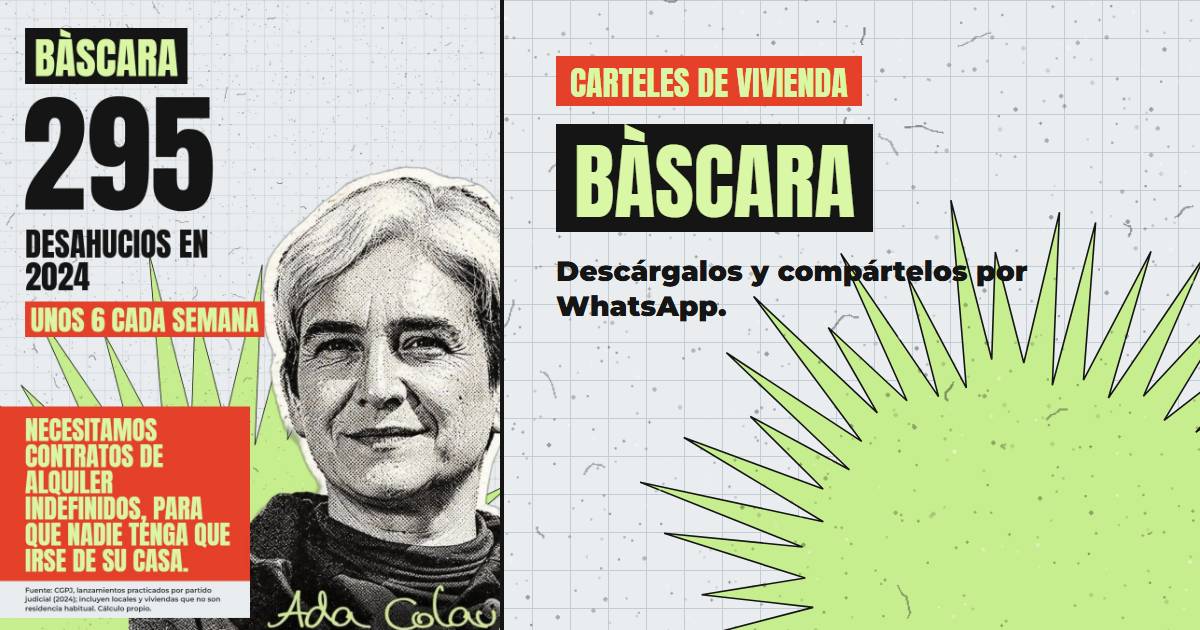 BÀSCARA
295
DESAHUCIOS EN
2024
UNOS 6 CADA SEMANA
NECESITAMOS
CONTRATOS DE
ALQUILER
INDEFINIDOS, PARA
QUE NADIE TENGA QUE
IRSE DE SU CASA.
Fuente: CGPJ, lanzamientos practicados por partido
judicial (2024); incluyen locales y viviendas que no son
residencia habitual. Cálculo propio.
Ada Colau
CARTELES DE VIVIENDA
BÀSCARA
Descárgalos y compártelos por
WhatsApp.